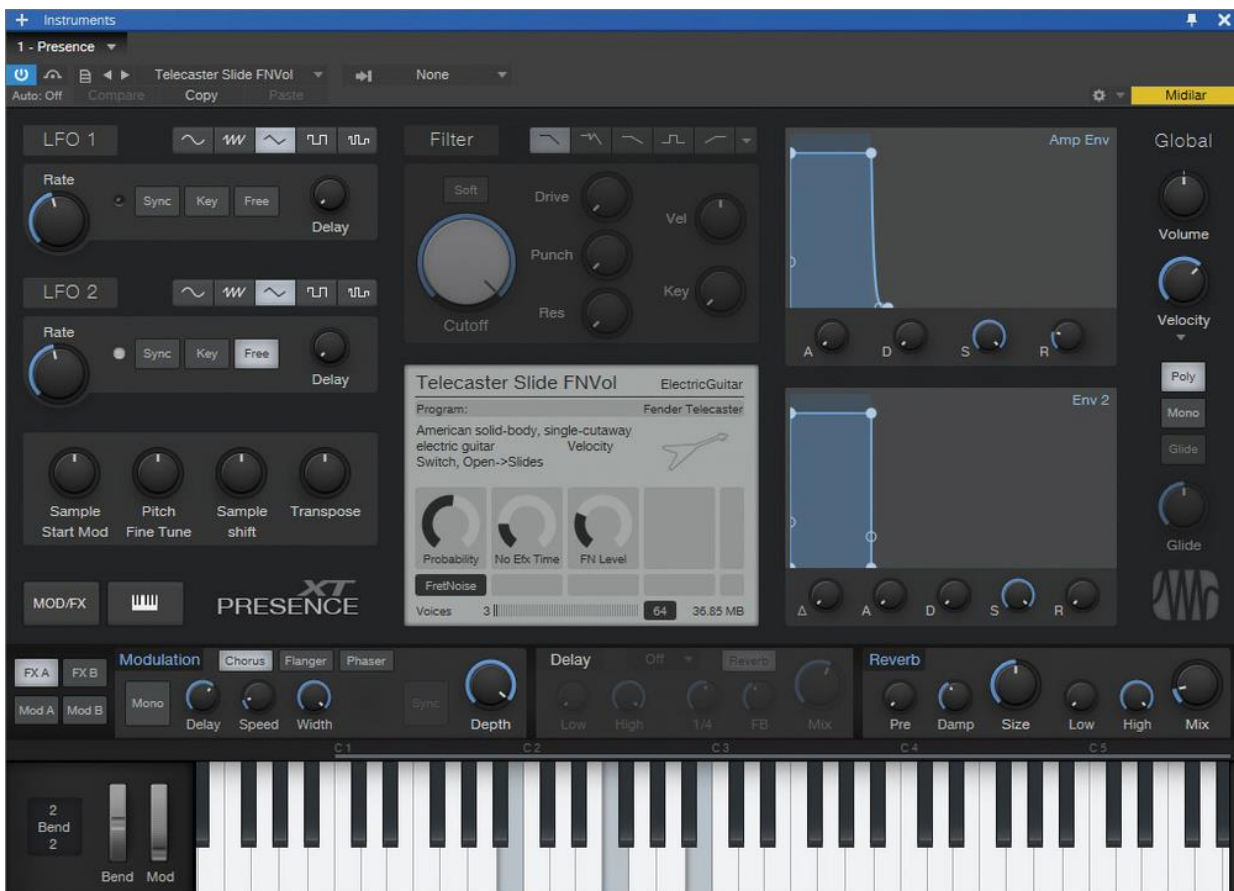 Instruments
1 - Presence
Telecaster Slide FNVol None
Auto: Off Compare Copy Paste Midilar
LFO 1
Rate
Sync Key Free
Delay
LFO 2
Rate
Sync Key Free
Delay
Sample Start Mod
Pitch Fine Tune
Sample shift
Transpose
MOD/FX
PRESENCE XT
Filter
Soft
Cutoff
Drive
Punch
Res
Vel
Key
Telecaster Slide FNVol ElectricGuitar
Program: Fender Telecaster
American solid-body, single-cutaway
electric guitar Velocity
Switch, Open->Slides
Probability No Efx Time FN Level
FretNoise
Voices 3 64 36.85 MB
Amp Env
A D S R
Env 2
Δ A D S R
Global
Volume
Velocity
Poly
Mono
Glide
Glide
FX A FX B
Mod A Mod B
Modulation Chorus Flanger Phaser
Mono Sync
Delay Speed Width Depth
Delay Off Reverb
Low High 1/4 FB Mix
Reverb
Pre Damp Size Low High Mix
C 1 C 2 C 3 C 4 C 5
2
Bend
2
Bend Mod